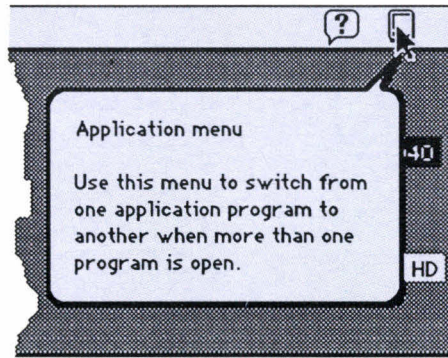 ?
Application menu
40
Use this menu to switch from
one application program to
another when more than one
program is open.
HD